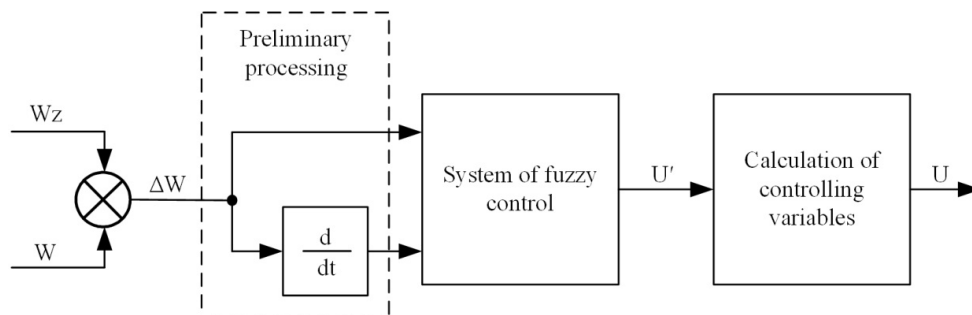 Preliminary
processing
Wz
ΔW
W
d
dt
System of fuzzy
control
U'
Calculation of
controlling
variables
U